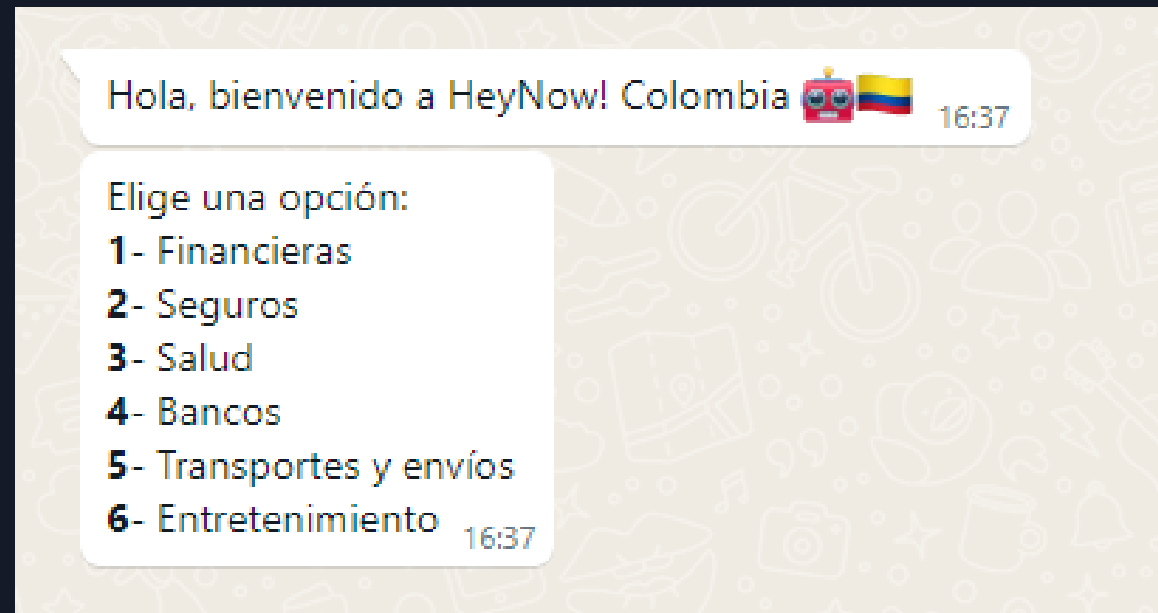 Hola, bienvenido a HeyNow! Colombia 🤖🇨🇴 16:37
Elige una opción:
1- Financieras
2- Seguros
3- Salud
4- Bancos
5- Transportes y envíos
6- Entretenimiento 16:37